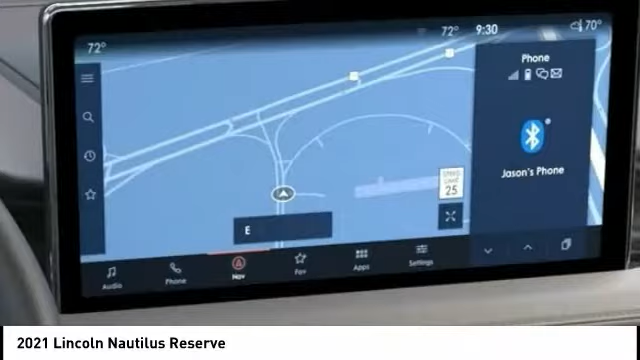 72°
72°
9:30
70°
Phone
Jason's Phone
SPEED
LIMIT
25
E
Audio
Phone
Nav
Fav
Apps
Settings
2021 Lincoln Nautilus Reserve